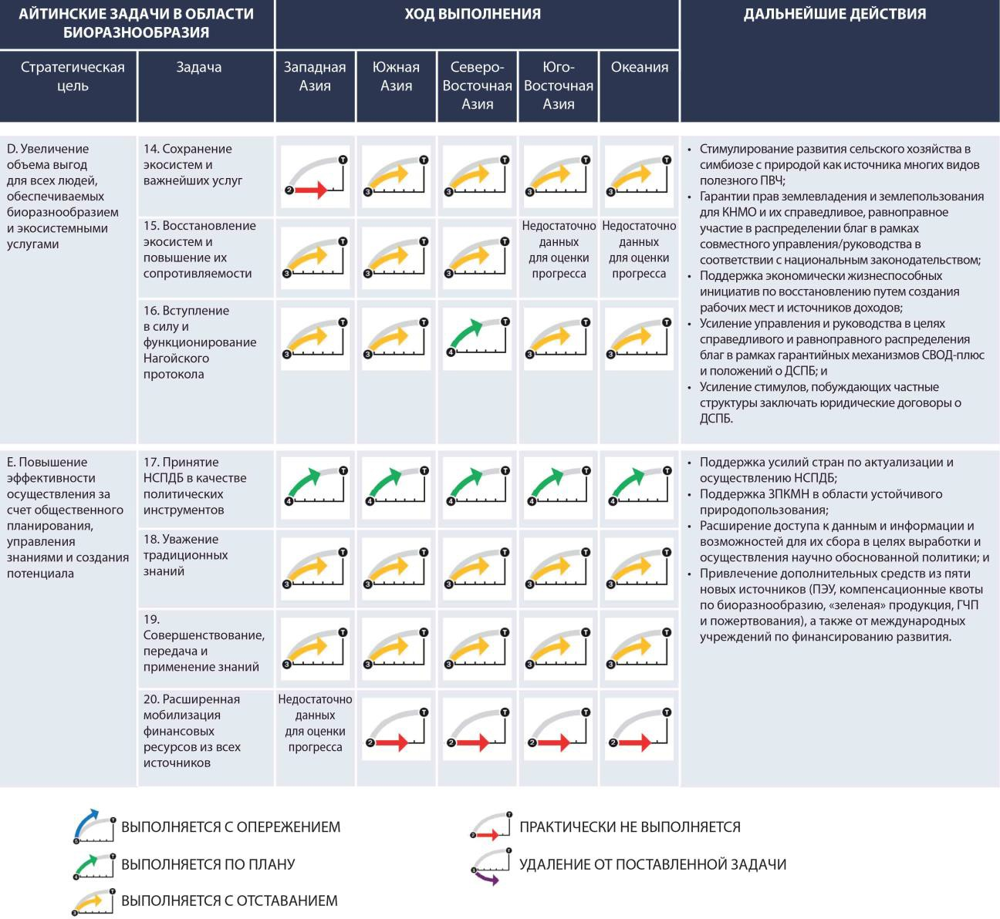 АЙТИНСКИЕ ЗАДАЧИ В ОБЛАСТИ
БИОРАЗНООБРАЗИЯ
ХОД ВЫПОЛНЕНИЯ
ДАЛЬНЕЙШИЕ ДЕЙСТВИЯ
Стратегическая
цель
Задача
Западная
Азия
Южная
Азия
Северо-
Восточная
Азия
Юго-
Восточная
Азия
Океания
D. Увеличение
объема выгод
для всех людей,
обеспечиваемых
биоразнообразием
и экосистемными
услугами
14. Сохранение
экосистем и
важнейших услуг
2 T
3 T
3 T
3 T
3 T
15. Восстановление
экосистем и
повышение их
сопротивляемости
3 T
3 T
3 T
Недостаточно
данных
для оценки
прогресса
Недостаточно
данных
для оценки
прогресса
16. Вступление
в силу и
функционирование
Нагойского
протокола
3 T
3 T
4 T
3 T
3 T
• Стимулирование развития сельского хозяйства в
симбиозе с природой как источника многих видов
полезного ПВЧ;
• Гарантии прав землевладения и землепользования
для КНМО и их справедливое, равноправное
участие в распределении благ в рамках
совместного управления/руководства в
соответствии с национальным законодательством;
• Поддержка экономически жизнеспособных
инициатив по восстановлению путем создания
рабочих мест и источников доходов;
• Усиление управления и руководства в целях
справедливого и равноправного распределения
благ в рамках гарантийных механизмов СВОД-плюс
и положений о ДСПБ; и
• Усиление стимулов, побуждающих частные
структуры заключать юридические договоры о
ДСПБ.
E. Повышение
эффективности
осуществления за
счет общественного
планирования,
управления
знаниями и создания
потенциала
17. Принятие
НСПДБ в качестве
политических
инструментов
4 T
4 T
4 T
4 T
4 T
18. Уважение
традиционных
знаний
3 T
3 T
3 T
3 T
3 T
19.
Совершенствование,
передача и
применение знаний
3 T
3 T
3 T
3 T
3 T
20. Расширенная
мобилизация
финансовых
ресурсов из всех
источников
Недостаточно
данных
для оценки
прогресса
2 T
2 T
2 T
2 T
• Поддержка усилий стран по актуализации и
осуществлению НСПДБ;
• Поддержка ЗПКМН в области устойчивого
природопользования;
• Расширение доступа к данным и информации и
возможностей для их сбора в целях выработки и
осуществления научно обоснованной политики; и
• Привлечение дополнительных средств из пяти
новых источников (ПЭУ, компенсационные квоты
по биоразнообразию, «зеленая» продукция, ГЧП
и пожертвования), а также от международных
учреждений по финансированию развития.
5 T ВЫПОЛНЯЕТСЯ С ОПЕРЕЖЕНИЕМ
4 T ВЫПОЛНЯЕТСЯ ПО ПЛАНУ
3 T ВЫПОЛНЯЕТСЯ С ОТСТАВАНИЕМ
2 T ПРАКТИЧЕСКИ НЕ ВЫПОЛНЯЕТСЯ
1 T УДАЛЕНИЕ ОТ ПОСТАВЛЕННОЙ ЗАДАЧИ